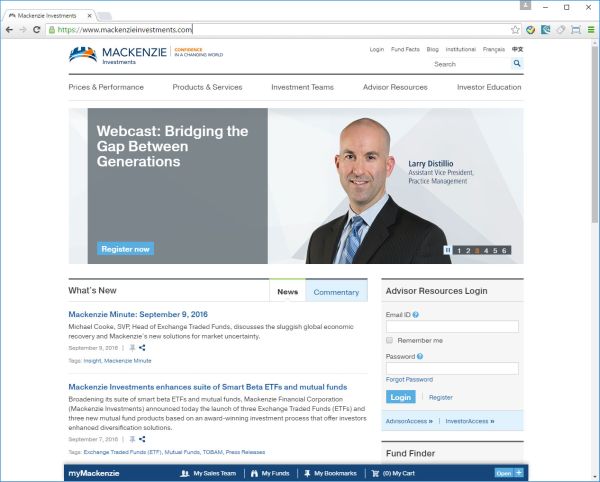 Mackenzie Investments
https://www.mackenzieinvestments.com
MACKENZIE
Investments
CONFIDENCE
IN A CHANGING WORLD
Login Fund Facts Blog Institutional Français 中文
Search
Prices & Performance Products & Services Investment Teams Advisor Resources Investor Education
Webcast: Bridging the
Gap Between
Generations
Larry Distillio
Assistant Vice President,
Practice Management
Register now
1 2 3 4 5 6
What's New
News Commentary
Mackenzie Minute: September 9, 2016
Michael Cooke, SVP, Head of Exchange Traded Funds, discusses the sluggish global economic
recovery and Mackenzie's new solutions for market uncertainty.
September 9, 2016
Tags: Insight, Mackenzie Minute
Mackenzie Investments enhances suite of Smart Beta ETFs and mutual funds
Broadening its suite of smart beta ETFs and mutual funds, Mackenzie Financial Corporation
(Mackenzie Investments) announced today the launch of three Exchange Traded Funds (ETFs) and
three new mutual fund products based on an award-winning investment process that offer investors
enhanced diversification solutions.
September 7, 2016
Tags: Exchange Traded Funds (ETF), Mutual Funds, TOBAM, Press Releases
Advisor Resources Login
Email ID ?
Remember me
Password ?
Forgot Password
Login Register
AdvisorAccess » InvestorAccess »
Fund Finder
myMackenzie My Sales Team My Funds My Bookmarks (0) My Cart Open +